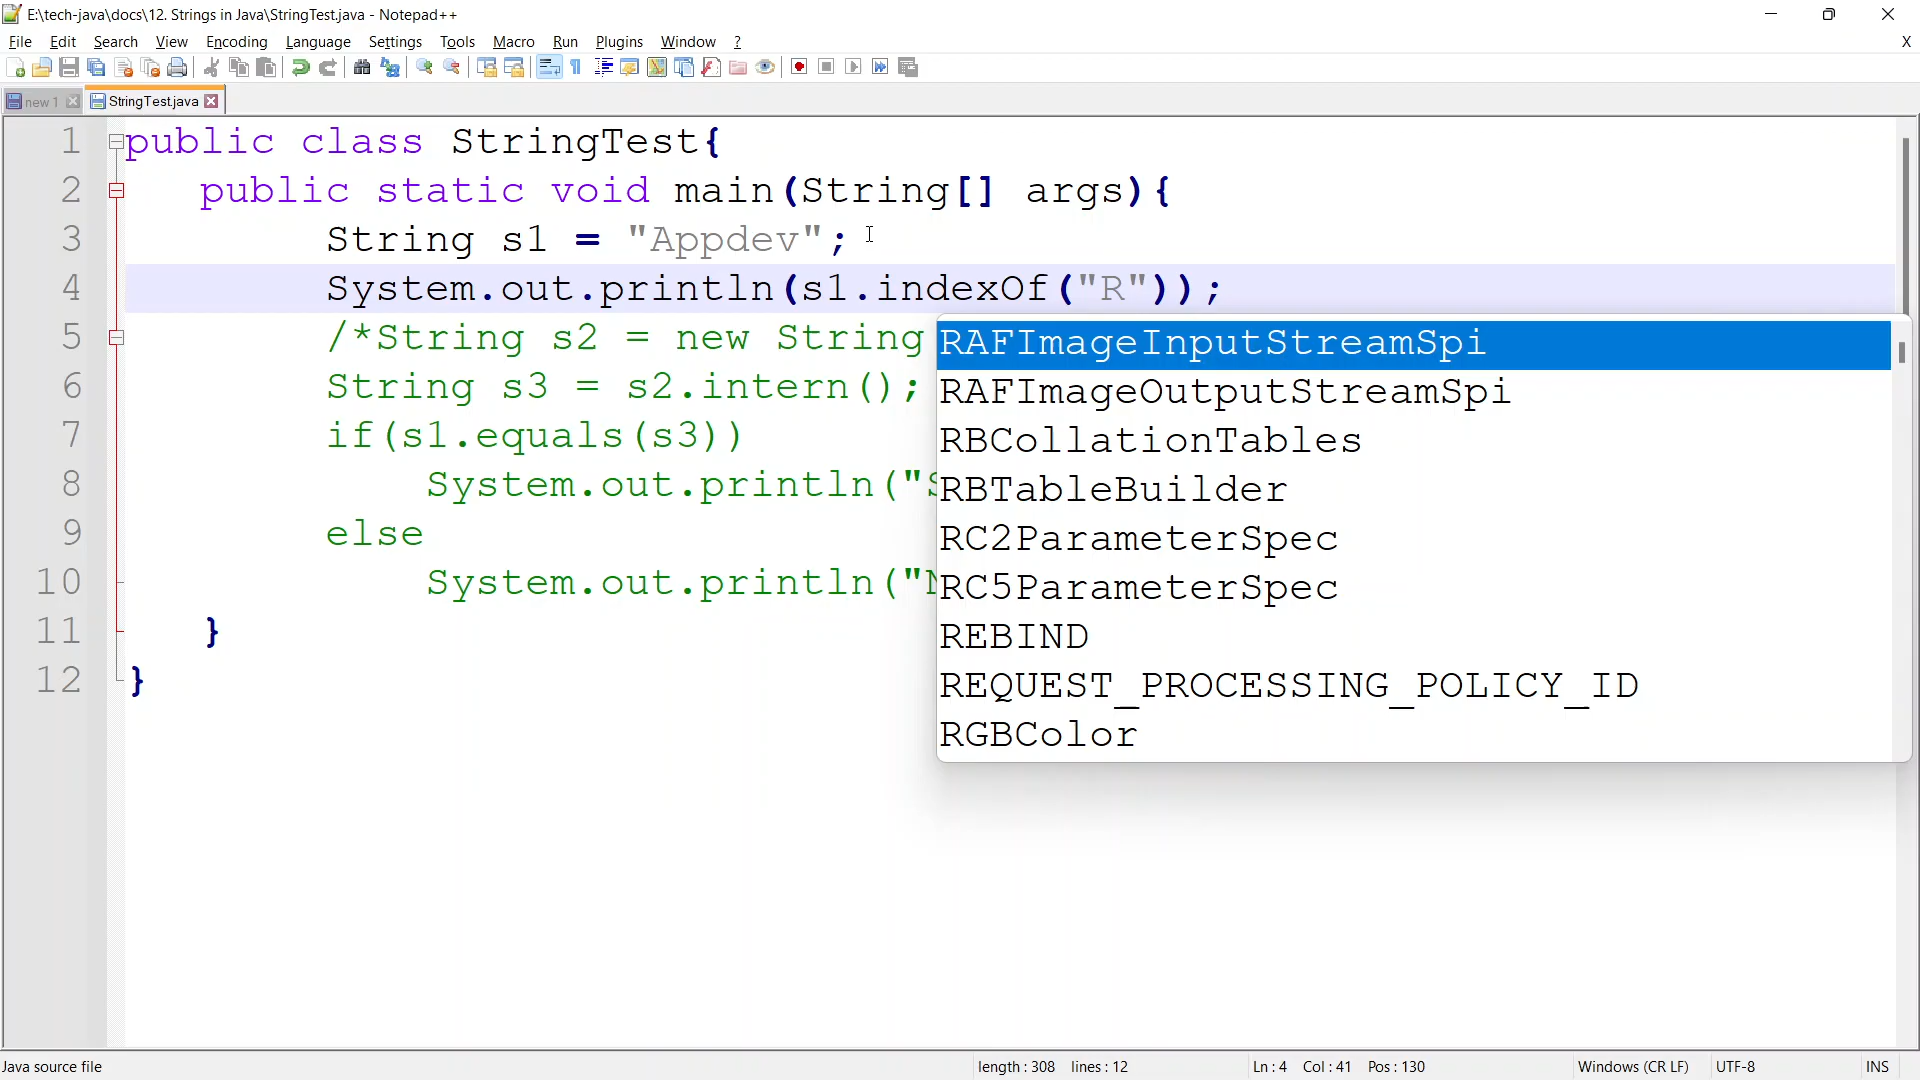 E:\tech-java\docs\12. Strings in Java\StringTest.java - Notepad++
File Edit Search View Encoding Language Settings Tools Macro Run Plugins Window ?
X
new 1 StringTest.java
1 public class StringTest{
2 public static void main(String[] args){
3 String s1 = "Appdev";
4 System.out.println(s1.indexOf("R"));
5 /*String s2 = new String
6 String s3 = s2.intern();
7 if(s1.equals(s3))
8 System.out.println("S
9 else
10 System.out.println("N
11 }
12 }
RAFImageInputStreamSpi
RAFImageOutputStreamSpi
RBCollationTables
RBTableBuilder
RC2ParameterSpec
RC5ParameterSpec
REBIND
REQUEST_PROCESSING_POLICY_ID
RGBColor
Java source file length : 308 lines : 12 Ln : 4 Col : 41 Pos : 130 Windows (CR LF) UTF-8 INS